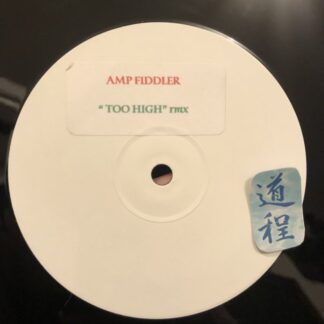 AMP FIDDLER
“ TOO HIGH” rmx
道
程